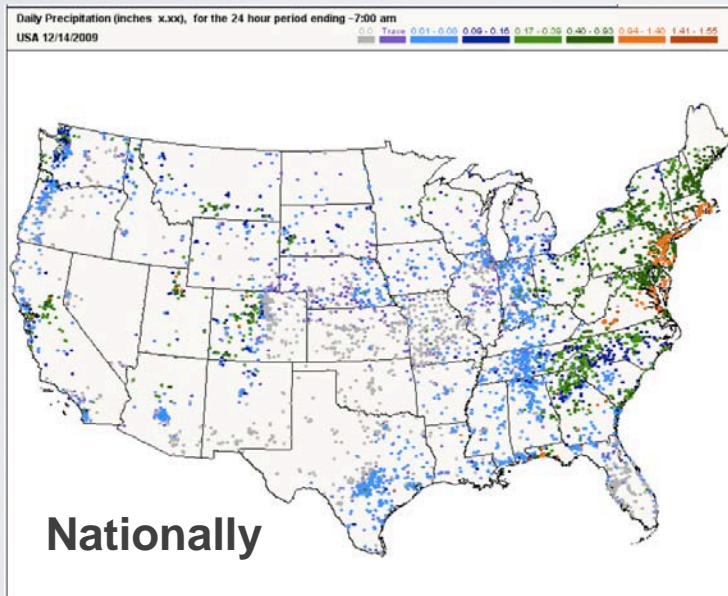 Daily Precipitation (inches x.xx), for the 24 hour period ending ~7:00 am
USA 12/14/2009
0.0 Trace 0.01 - 0.08 0.09 - 0.16 0.17 - 0.39 0.40 - 0.93 0.94 - 1.40 1.41 - 1.55
Nationally